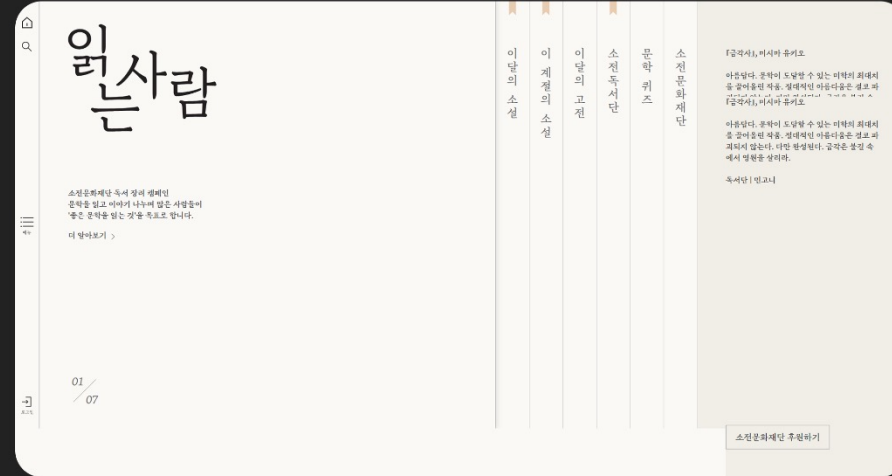 읽는사람
소전문화재단 독서 장려 캠페인
문학을 읽고 이야기 나누며 많은 사람들이
'좋은 문학을 읽는 것'을 목표로 합니다.
더 알아보기 >
메뉴
로그인
01
07
이달의 소설
이 계절의 소설
이달의 고전
소전독서단
문학 퀴즈
소전문화재단
『금각사』, 미시마 유키오
아름답다. 문학이 도달할 수 있는 미학의 최대치
를 끌어올린 작품. 절대적인 아름다움은 결코 파
『금각사』, 미시마 유키오
아름답다. 문학이 도달할 수 있는 미학의 최대치
를 끌어올린 작품. 절대적인 아름다움은 결코 파
괴되지 않는다. 다만 완성된다. 금각은 불길 속
에서 영원을 살리라.
독서단 | 민고니
소전문화재단 후원하기